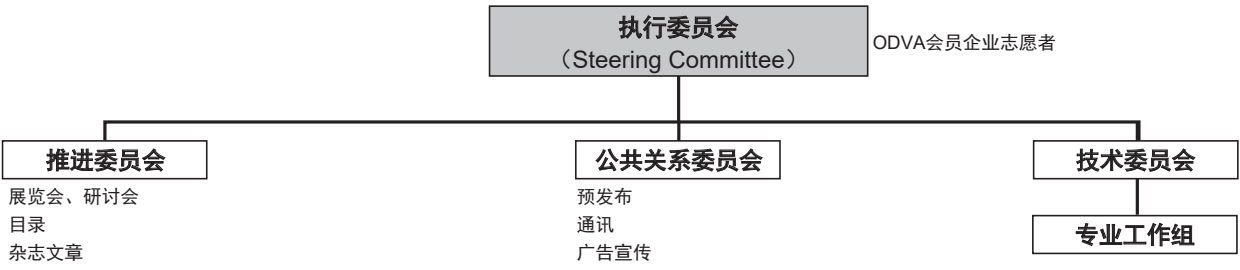 执行委员会
（Steering Committee）
ODVA会员企业志愿者
推进委员会
展览会、研讨会
目录
杂志文章
公共关系委员会
预发布
通讯
广告宣传
技术委员会
专业工作组